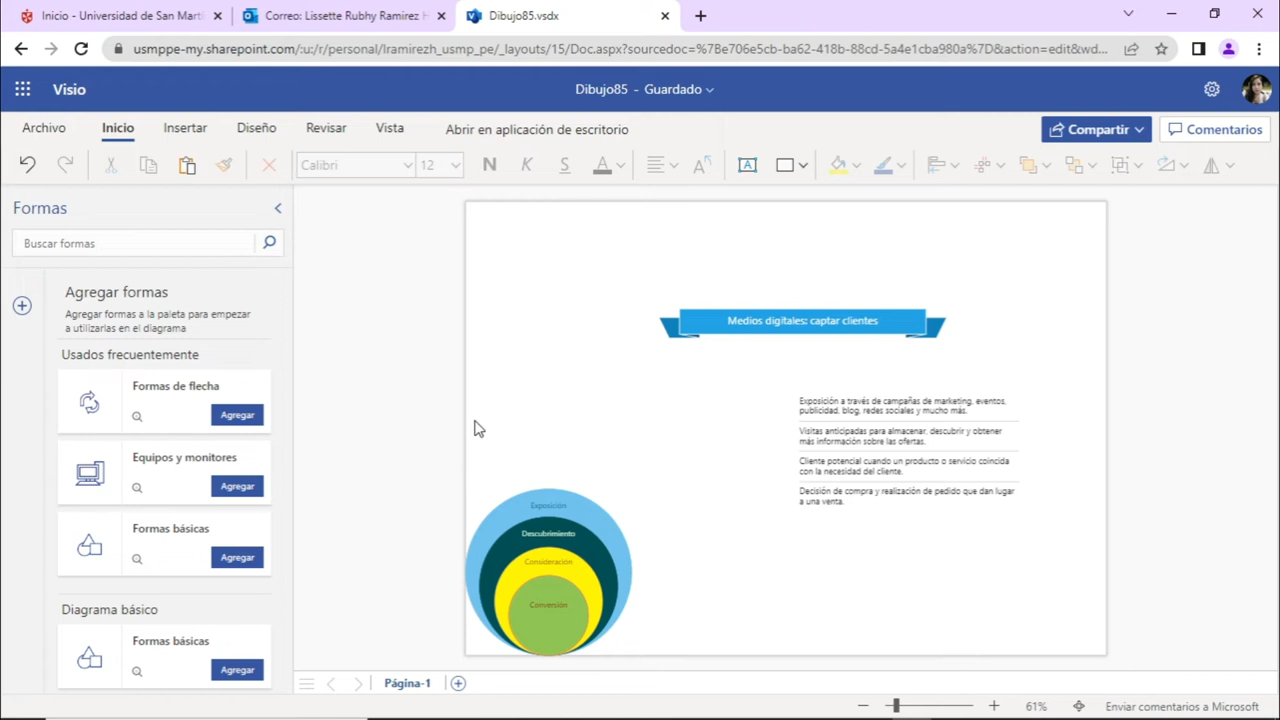 Inicio - Universidad de San Marti
Correo: Lissette Rubhy Ramirez H
Dibujo85.vsdx
usmppe-my.sharepoint.com/:u:/r/personal/lramirezh_usmp_pe/_layouts/15/Doc.aspx?sourcedoc=%7Be706e5cb-ba62-418b-88cd-5a4e1cba980a%7D&action=edit&wd...
Visio
Dibujo85 - Guardado
Archivo Inicio Insertar Diseño Revisar Vista Abrir en aplicación de escritorio
Compartir
Comentarios
Calibri 12 N K S A A
Formas
Buscar formas
Agregar formas
Agregar formas a la paleta para empezar
a utilizarlas en el diagrama
Usados frecuentemente
Formas de flecha
Agregar
Equipos y monitores
Agregar
Formas básicas
Agregar
Diagrama básico
Formas básicas
Agregar
Medios digitales: captar clientes
Exposición a través de campañas de marketing, eventos,
publicidad, blog, redes sociales y mucho más.
Visitas anticipadas para almacenar, descubrir y obtener
más información sobre las ofertas.
Cliente potencial cuando un producto o servicio coincida
con la necesidad del cliente.
Decisión de compra y realización de pedido que dan lugar
a una venta.
Exposición
Descubrimiento
Consideración
Conversión
Página-1
61%
Enviar comentarios a Microsoft